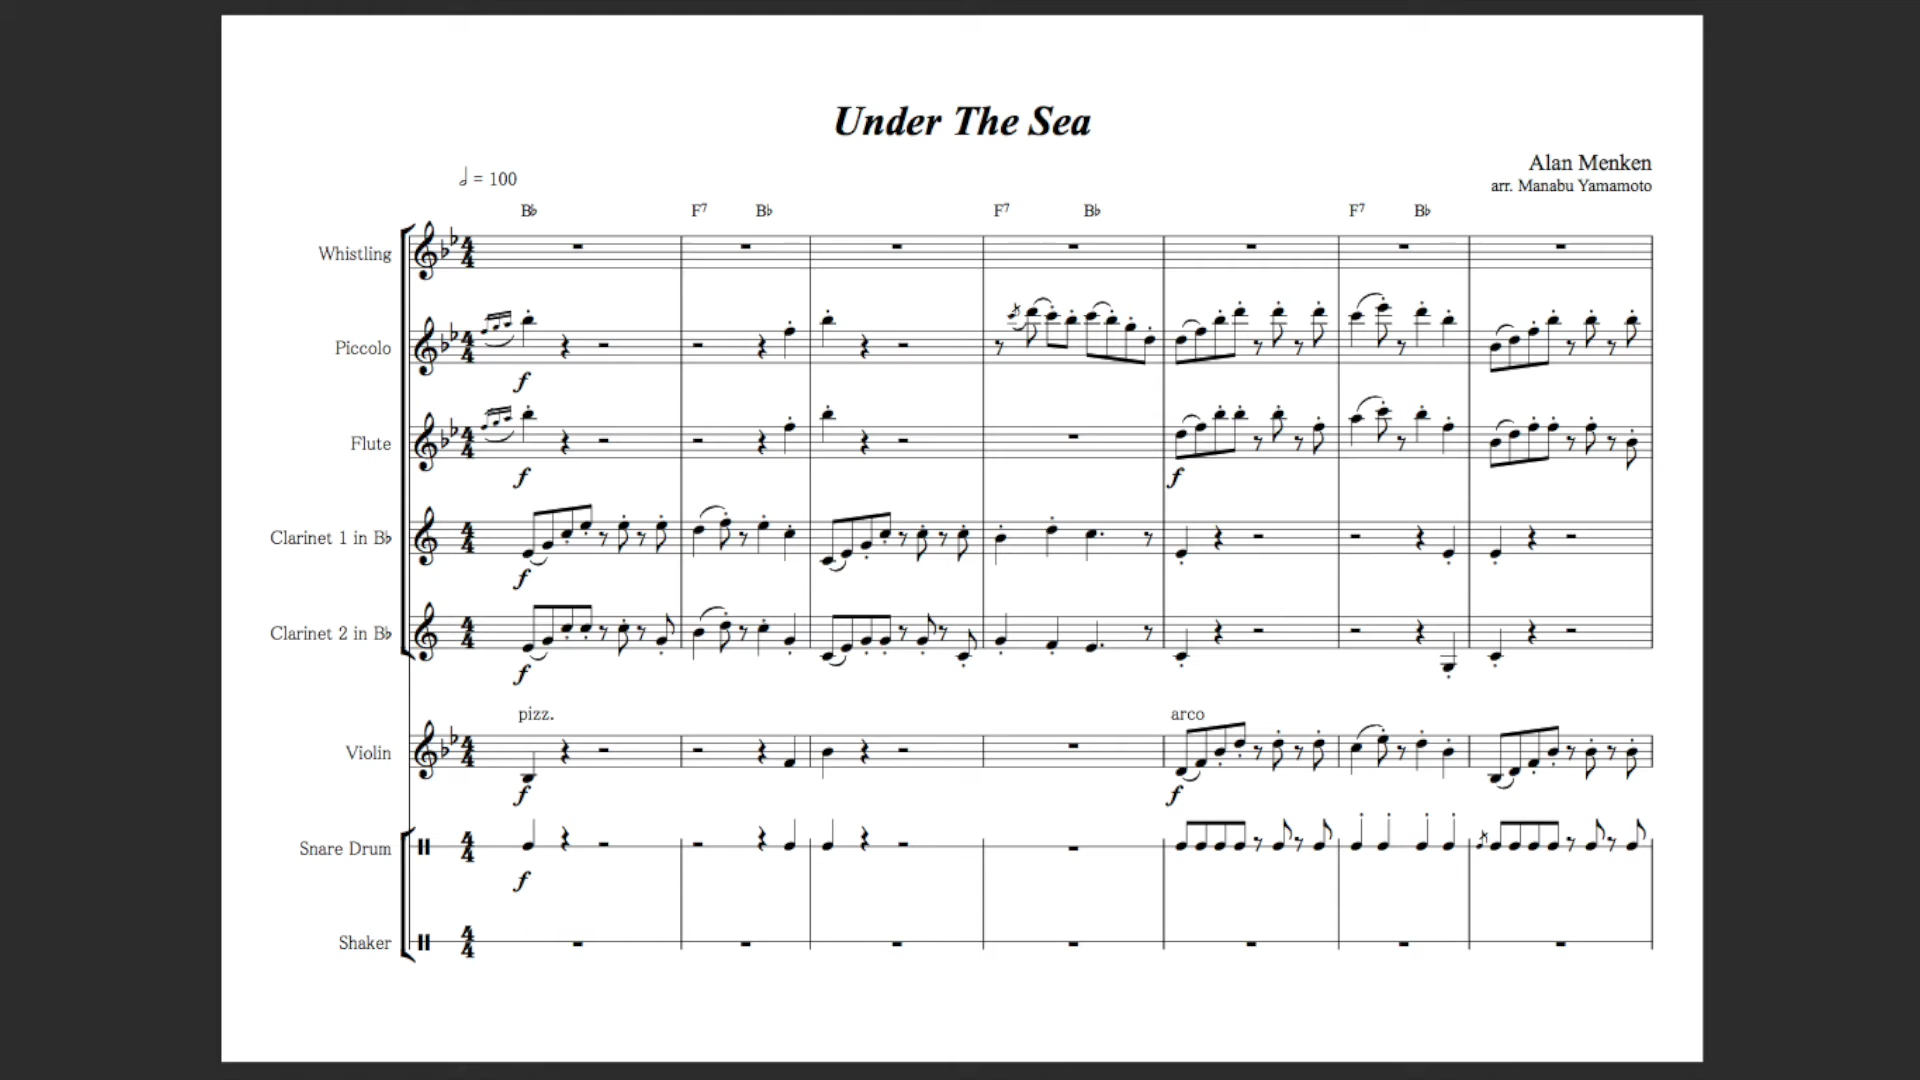 Under The Sea
Alan Menken
arr. Manabu Yamamoto
𝅗𝅥 = 100
B♭ F7 B♭ F7 B♭ F7 B♭
Whistling
Piccolo
f
Flute
f f
Clarinet 1 in B♭
f
Clarinet 2 in B♭
f
pizz. arco
Violin
f f
Snare Drum
f
Shaker